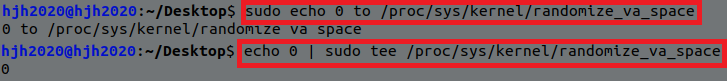 hjh2020@hjh2020:~/Desktop$ sudo echo 0 to /proc/sys/kernel/randomize_va_space
0 to /proc/sys/kernel/randomize_va_space
hjh2020@hjh2020:~/Desktop$ echo 0 | sudo tee /proc/sys/kernel/randomize_va_space
0